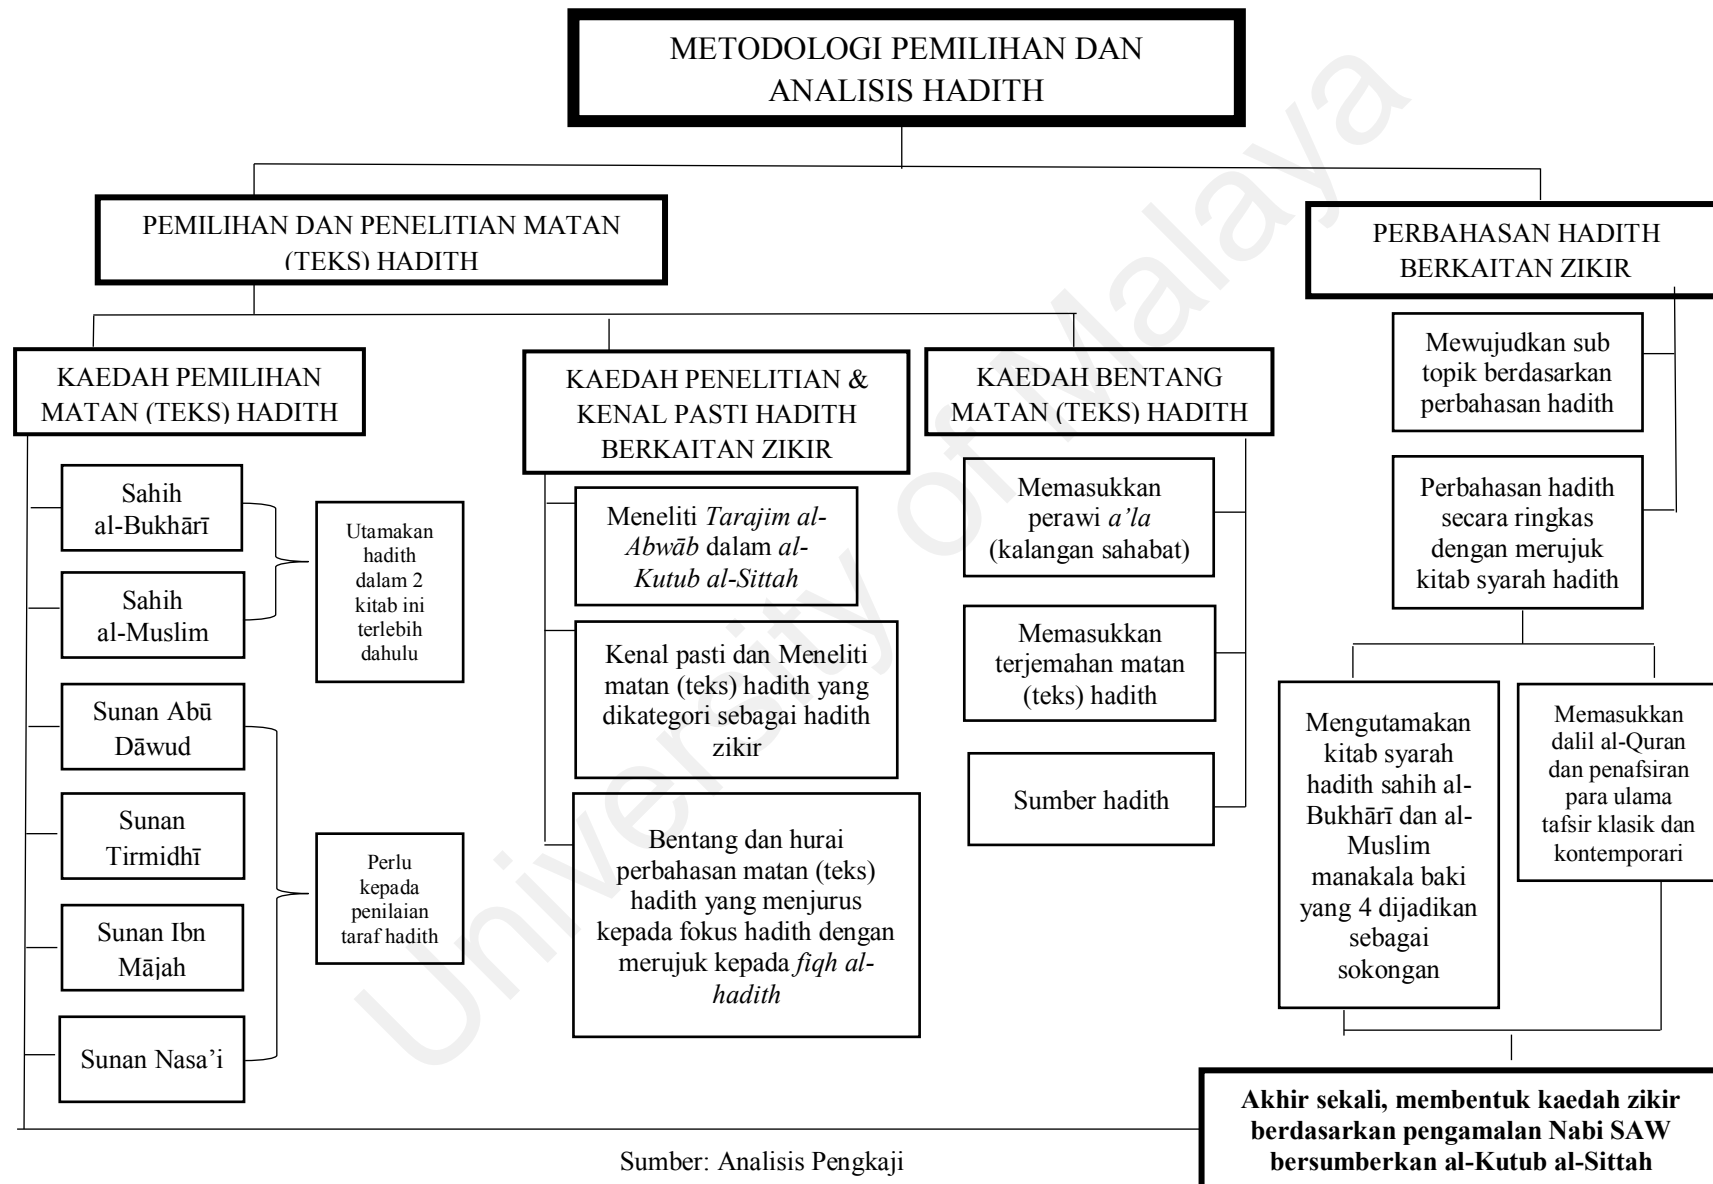 METODOLOGI PEMILIHAN DAN
ANALISIS HADITH
PEMILIHAN DAN PENELITIAN MATAN
(TEKS) HADITH
PERBAHASAN HADITH
BERKAITAN ZIKIR
KAEDAH PEMILIHAN
MATAN (TEKS) HADITH
Sahih
al-Bukhārī
Sahih
al-Muslim
Utamakan
hadith
dalam 2
kitab ini
terlebih
dahulu
Sunan Abū
Dāwud
Sunan
Tirmidhī
Sunan Ibn
Mājah
Sunan Nasa’i
Perlu
kepada
penilaian
taraf hadith
KAEDAH PENELITIAN &
KENAL PASTI HADITH
BERKAITAN ZIKIR
Meneliti Tarajim al-
Abwāb dalam al-
Kutub al-Sittah
Kenal pasti dan Meneliti
matan (teks) hadith yang
dikategori sebagai hadith
zikir
Bentang dan hurai
perbahasan matan (teks)
hadith yang menjurus
kepada fokus hadith dengan
merujuk kepada fiqh al-
hadith
KAEDAH BENTANG
MATAN (TEKS) HADITH
Memasukkan
perawi a’la
(kalangan sahabat)
Memasukkan
terjemahan matan
(teks) hadith
Sumber hadith
Mewujudkan sub
topik berdasarkan
perbahasan hadith
Perbahasan hadith
secara ringkas
dengan merujuk
kitab syarah hadith
Mengutamakan
kitab syarah
hadith sahih al-
Bukhārī dan al-
Muslim
manakala baki
yang 4 dijadikan
sebagai
sokongan
Memasukkan
dalil al-Quran
dan penafsiran
para ulama
tafsir klasik dan
kontemporari
Akhir sekali, membentuk kaedah zikir
berdasarkan pengamalan Nabi SAW
bersumberkan al-Kutub al-Sittah
Sumber: Analisis Pengkaji
University of Malaya